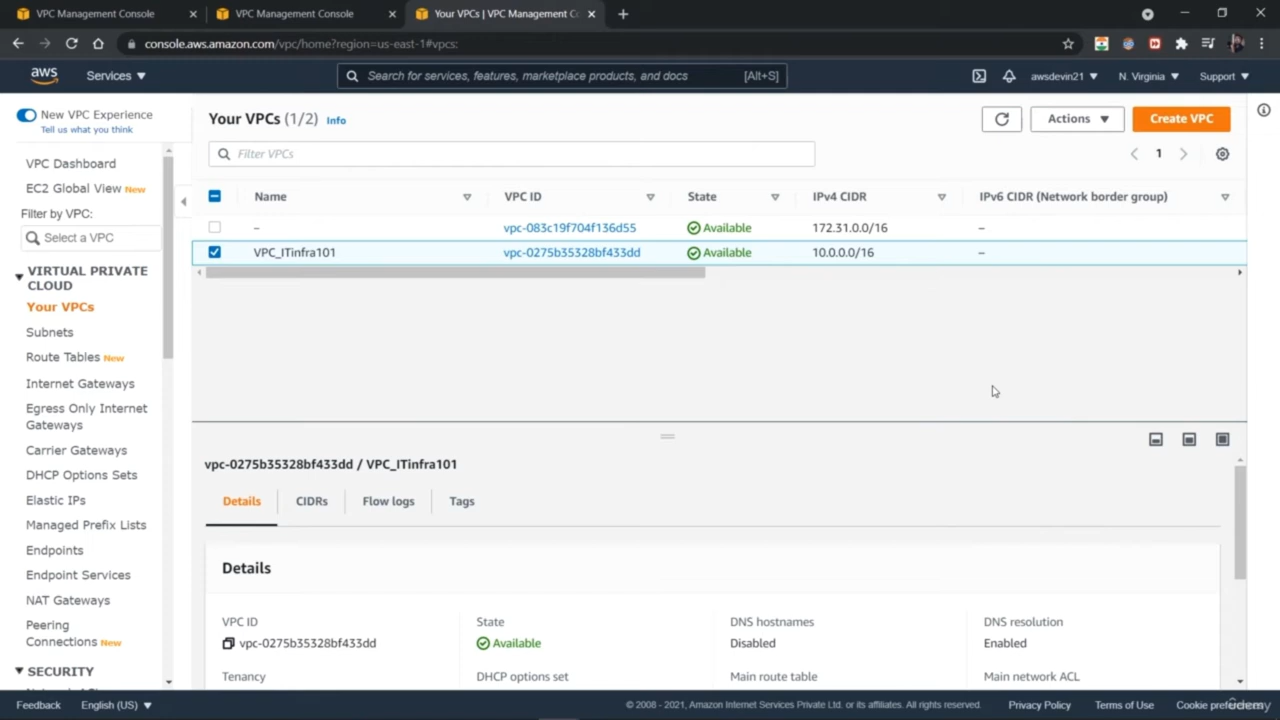 VPC Management Console
VPC Management Console
Your VPCs | VPC Management Co
console.aws.amazon.com/vpc/home?region=us-east-1#vpcs:
aws
Services ▼
Search for services, features, marketplace products, and docs
[Alt+S]
awsdevin21 ▼
N. Virginia ▼
Support ▼
New VPC Experience
Tell us what you think
VPC Dashboard
EC2 Global View New
Filter by VPC:
Select a VPC
VIRTUAL PRIVATE
CLOUD
Your VPCs
Subnets
Route Tables New
Internet Gateways
Egress Only Internet
Gateways
Carrier Gateways
DHCP Options Sets
Elastic IPs
Managed Prefix Lists
Endpoints
Endpoint Services
NAT Gateways
Peering
Connections New
SECURITY
Your VPCs (1/2) Info
Actions ▼
Create VPC
Filter VPCs
1
Name VPC ID State IPv4 CIDR IPv6 CIDR (Network border group)
– vpc-083c19f704f136d55 Available 172.31.0.0/16 –
VPC_ITinfra101 vpc-0275b35328bf433dd Available 10.0.0.0/16 –
vpc-0275b35328bf433dd / VPC_ITinfra101
Details CIDRs Flow logs Tags
Details
VPC ID State DNS hostnames DNS resolution
vpc-0275b35328bf433dd Available Disabled Enabled
Tenancy DHCP options set Main route table Main network ACL
Feedback English (US) ▼
© 2008 - 2021, Amazon Internet Services Private Ltd. or its affiliates. All rights reserved.
Privacy Policy Terms of Use Cookie preferences
Udemy